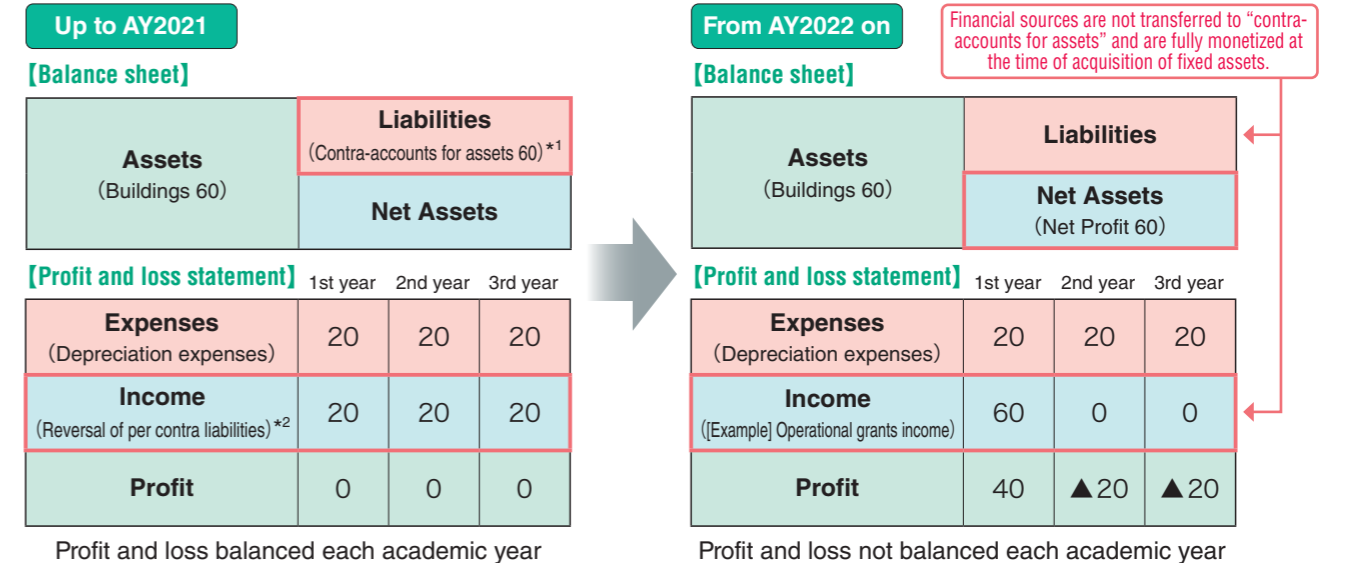 Up to AY2021
【Balance sheet】
Assets
(Buildings 60)
Liabilities
(Contra-accounts for assets 60)*1
Net Assets
【Profit and loss statement】 1st year 2nd year 3rd year
Expenses
(Depreciation expenses)
20 20 20
Income
(Reversal of per contra liabilities)*2
20 20 20
Profit 0 0 0
Profit and loss balanced each academic year
From AY2022 on
Financial sources are not transferred to “contra-
accounts for assets” and are fully monetized at
the time of acquisition of fixed assets.
【Balance sheet】
Assets
(Buildings 60)
Liabilities
Net Assets
(Net Profit 60)
【Profit and loss statement】 1st year 2nd year 3rd year
Expenses
(Depreciation expenses)
20 20 20
Income
([Example] Operational grants income)
60 0 0
Profit 40 ▲20 ▲20
Profit and loss not balanced each academic year